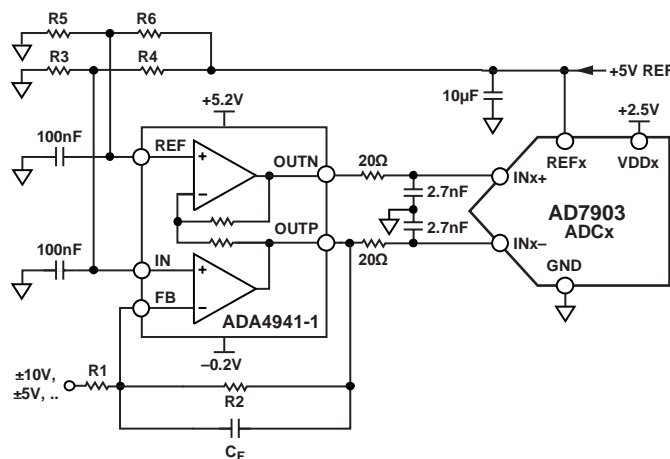 R5
R6
R3
R4
+5V REF
10µF
+5.2V
+2.5V
100nF
REF
OUTN
20Ω
REFx
VDDx
INx+
2.7nF
OUTP
2.7nF
AD7903
ADCx
100nF
IN
20Ω
INx–
FB
GND
ADA4941-1
–0.2V
±10V,
±5V, ..
R1
R2
CF